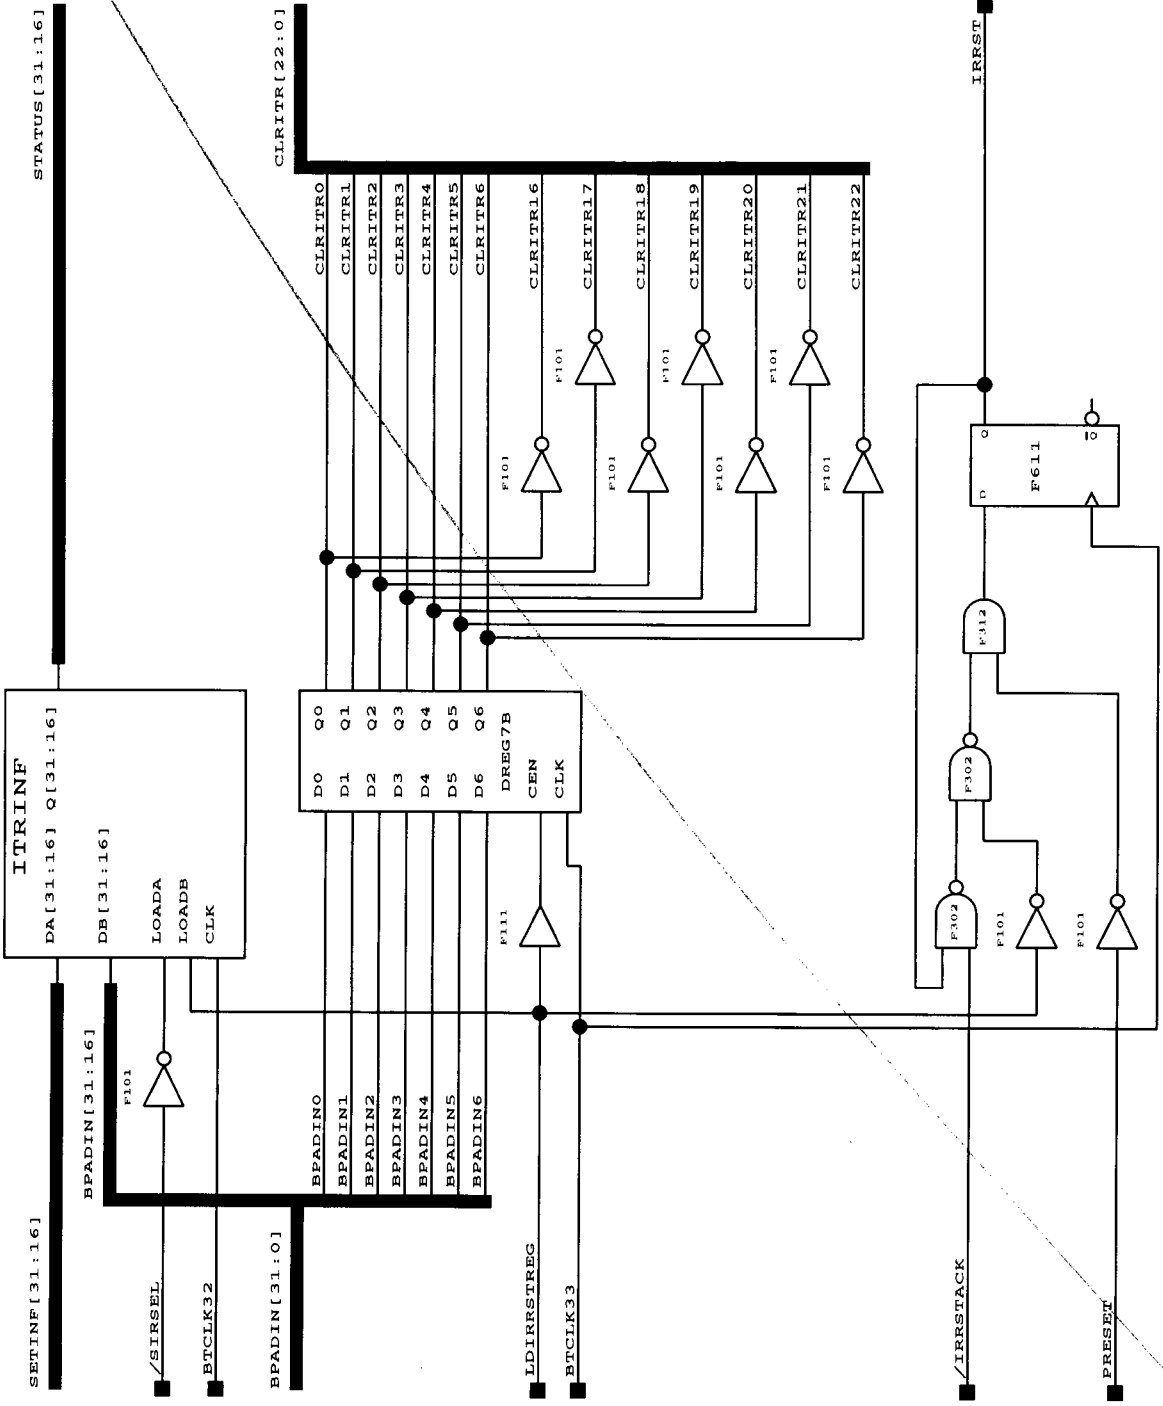 STATUS[31:16]
CLRITR[22:0]
IRRST
CLRITR0
CLRITR1
CLRITR2
CLRITR3
CLRITR4
CLRITR5
CLRITR6
CLRITR16
CLRITR17
CLRITR18
CLRITR19
CLRITR20
CLRITR21
CLRITR22
F101
F101
F101
F101
F101
F101
F101
ITRINF
DA[31:16] Q[31:16]
DB[31:16]
LOADA
LOADB
CLK
D0 Q0
D1 Q1
D2 Q2
D3 Q3
D4 Q4
D5 Q5
D6 Q6
DREG7B
CEN
CLK
D Q
F611
Q
F312
F302
F302
F101
F101
F111
F101
SETINF[31:16]
BPADIN[31:16]
/SIRSEL
BTCLK32
BPADIN[31:0]
BPADIN0
BPADIN1
BPADIN2
BPADIN3
BPADIN4
BPADIN5
BPADIN6
LDIRRSTREG
BTCLK33
/IRRSTACK
PRESET